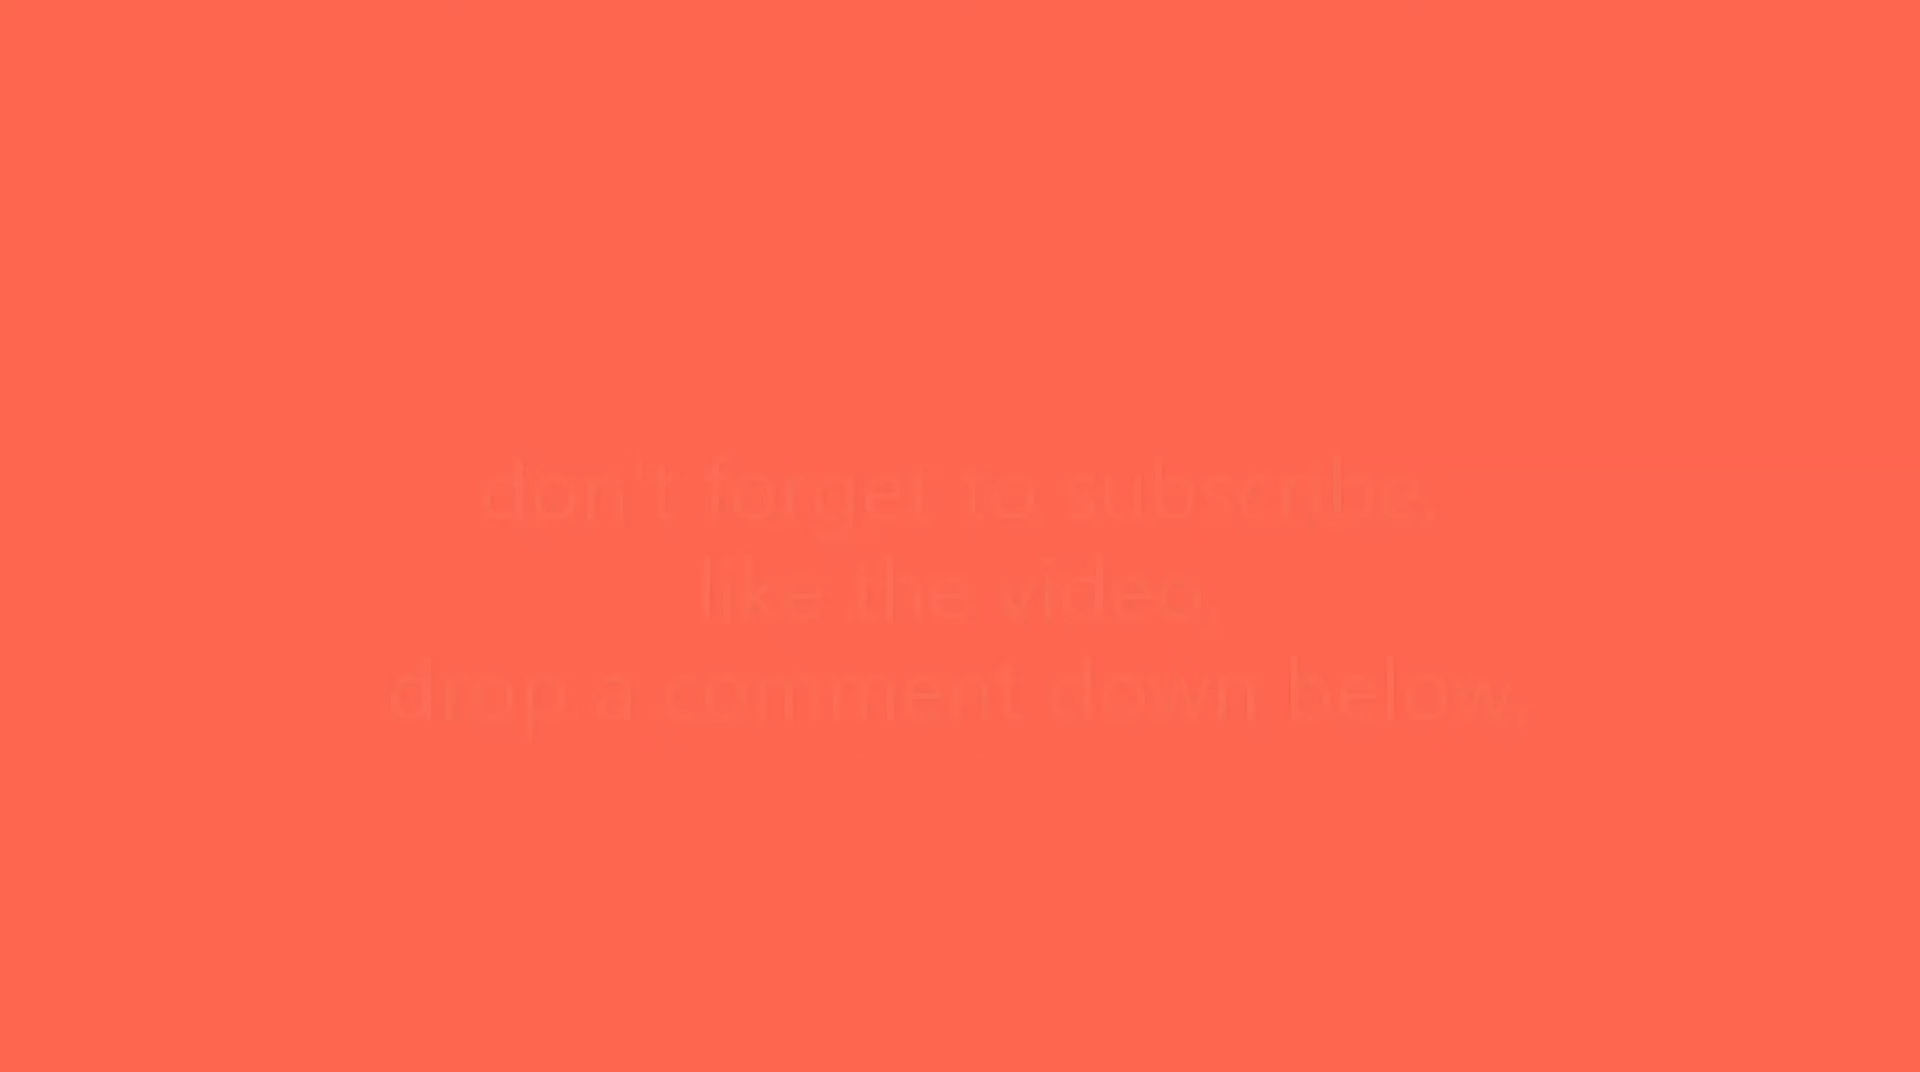 don't forget to subscribe,
like the video,
drop a comment down below,